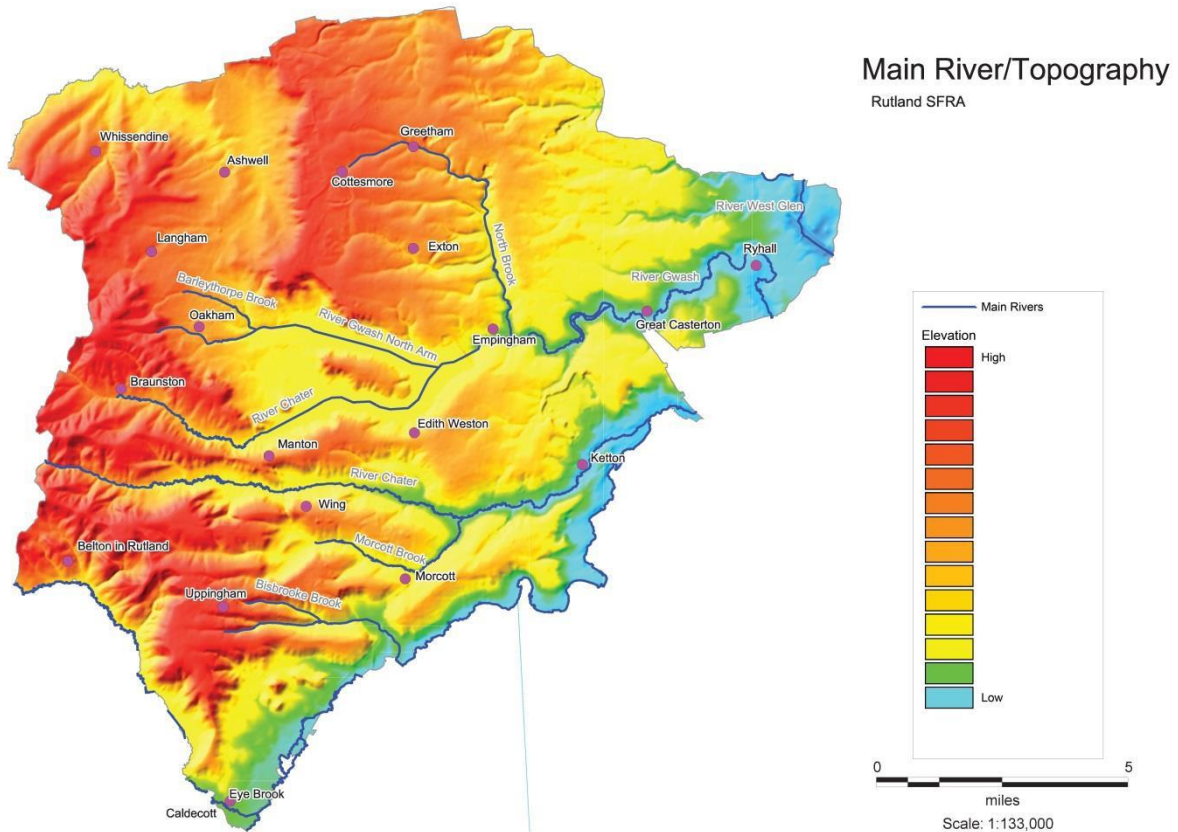 Main River/Topography
Rutland SFRA
Whissendine
Ashwell
Greetham
Cottesmore
River West Glen
Langham
Exton
North Brook
Ryhall
River Gwash
Barleythorpe Brook
Oakham
River Gwash North Arm
Empingham
Great Casterton
Main Rivers
Elevation
High
Braunston
River Chater
Edith Weston
Manton
Ketton
River Chater
Wing
Belton in Rutland
Morcott Brook
Morcott
Uppingham
Bisbrooke Brook
Low
0 5
miles
Scale: 1:133,000
Eye Brook
Caldecott